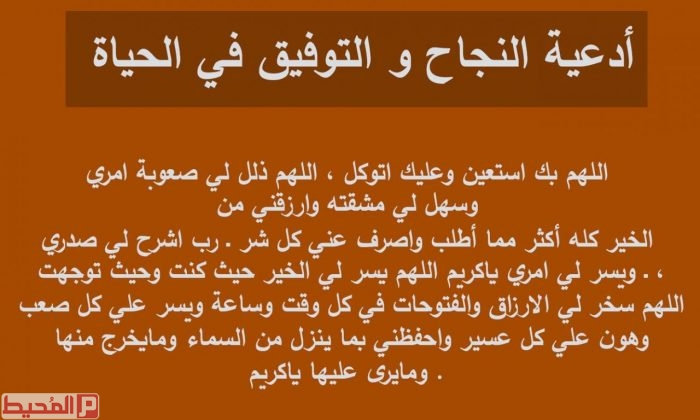 أدعية النجاح و التوفيق في الحياة
اللهم بك استعين وعليك اتوكل ، اللهم ذلل لي صعوبة امري
وسهل لي مشقته وارزقني من
الخير كله أكثر مما أطلب واصرف عني كل شر . رب اشرح لي صدري
، . ويسر لي امري ياكريم اللهم يسر لي الخير حيث كنت وحيث توجهت
اللهم سخر لي الارزاق والفتوحات في كل وقت وساعة ويسر علي كل صعب
وهون علي كل عسير واحفظني بما ينزل من السماء ومايخرج منها
. ومايرى عليها ياكريم
المُحيط